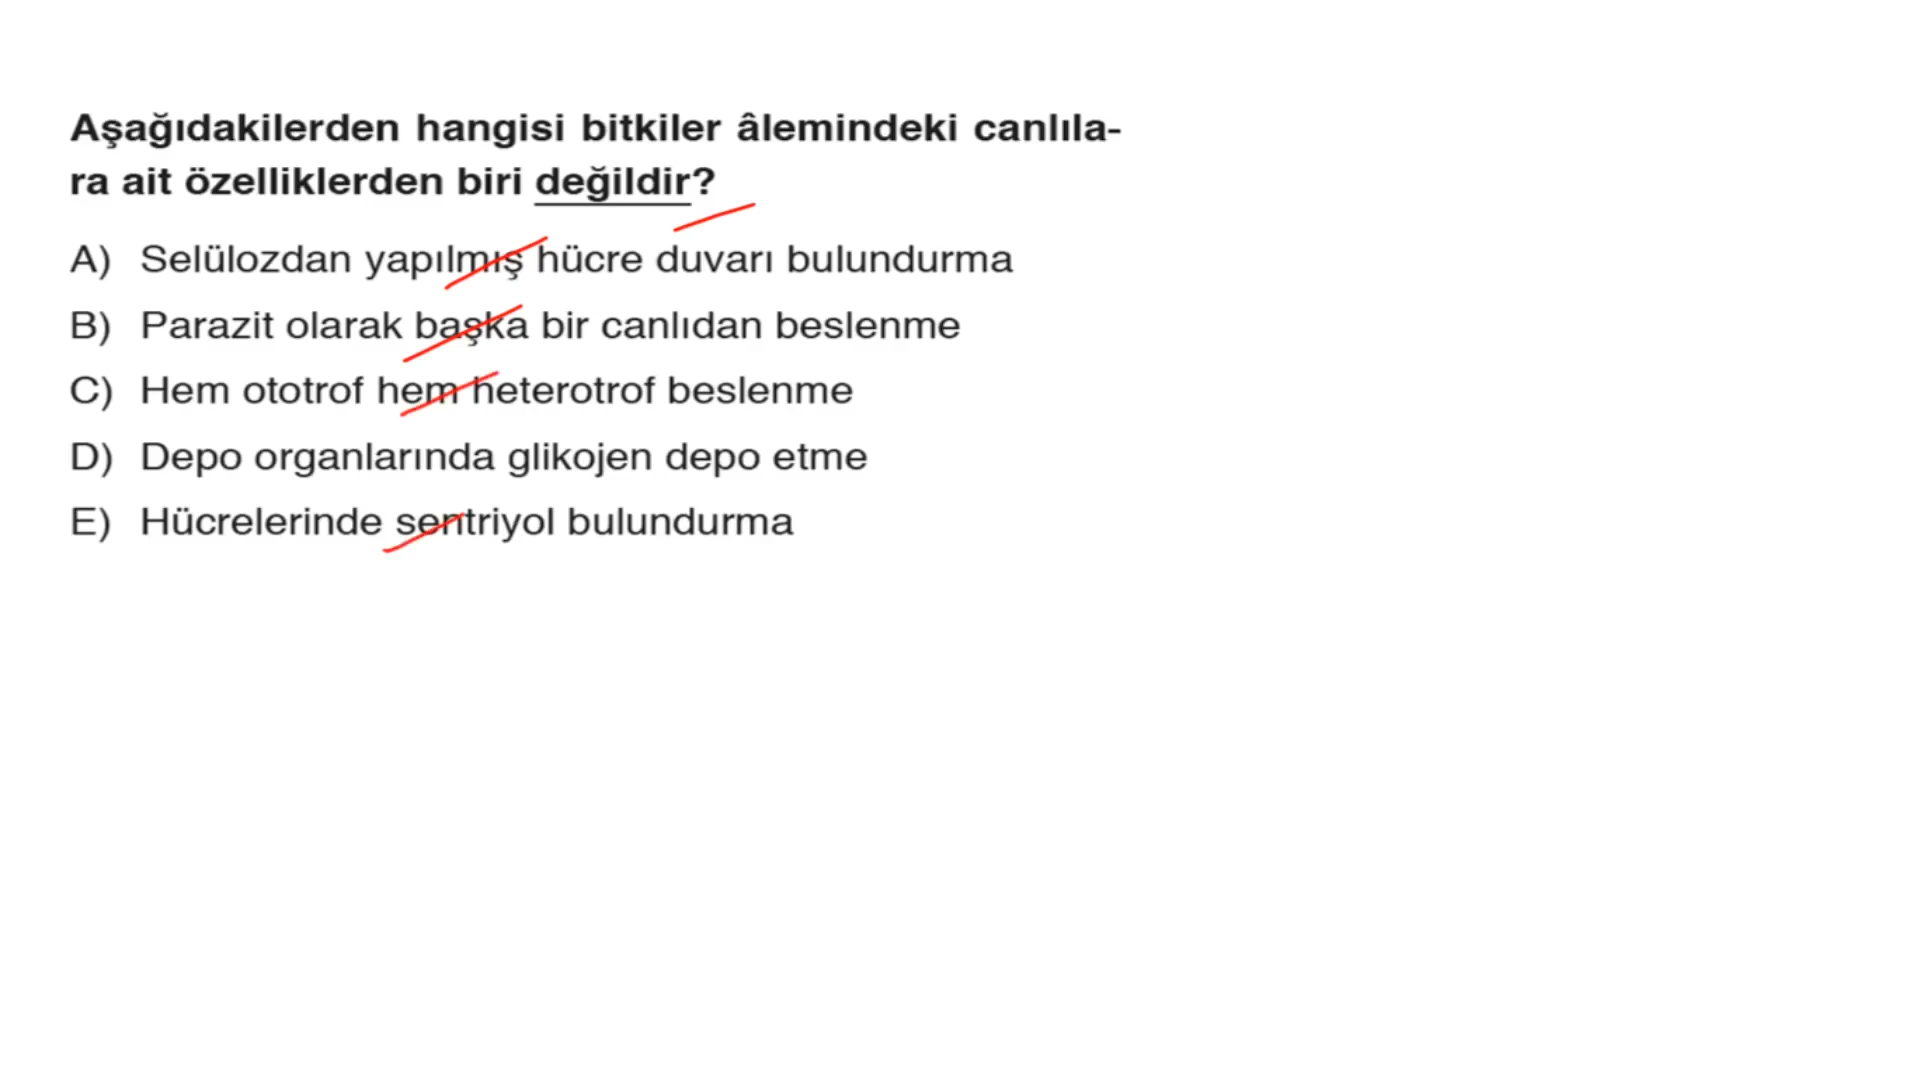 Aşağıdakilerden hangisi bitkiler âlemindeki canlıla-
ra ait özelliklerden biri değildir?
A) Selülozdan yapılmış hücre duvarı bulundurma
B) Parazit olarak başka bir canlıdan beslenme
C) Hem ototrof hem heterotrof beslenme
D) Depo organlarında glikojen depo etme
E) Hücrelerinde sentriyol bulundurma